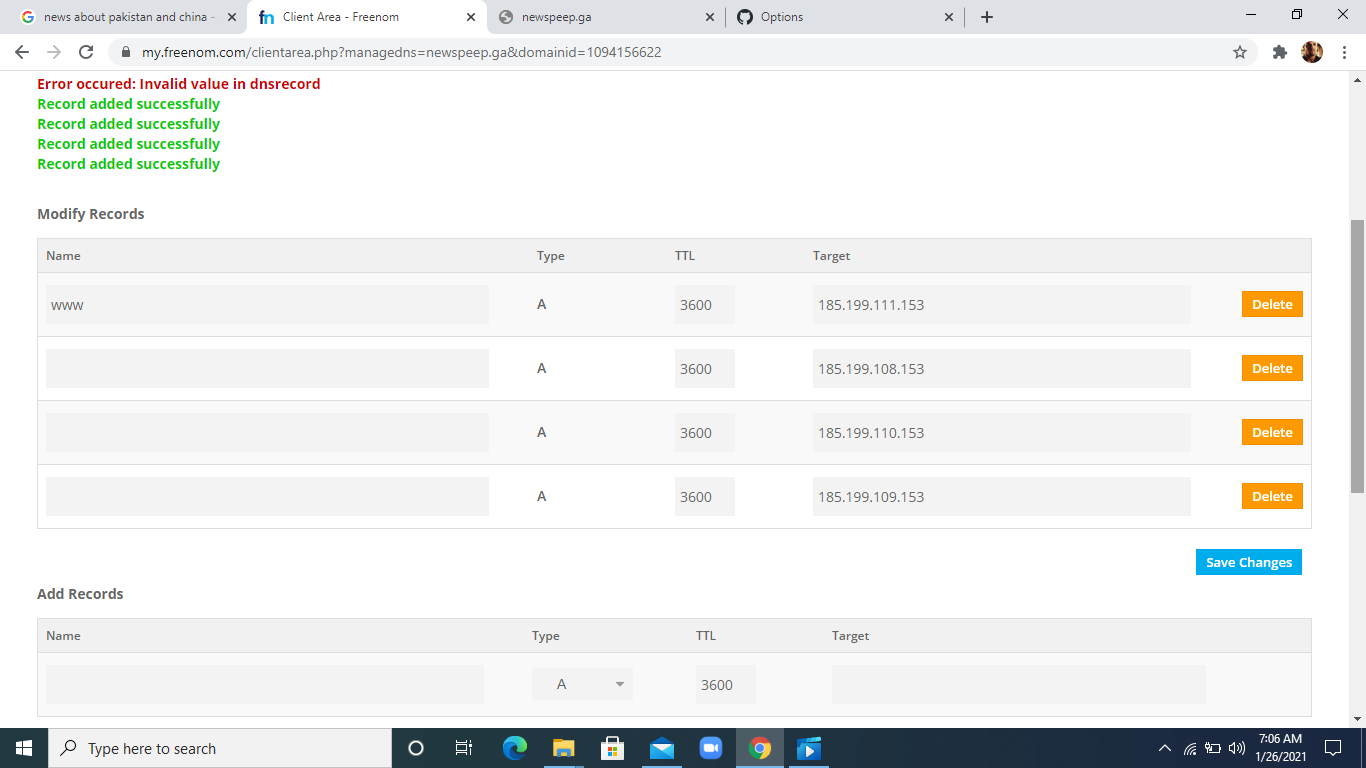 news about pakistan and china -
Client Area - Freenom
newspeep.ga
Options
my.freenom.com/clientarea.php?managedns=newspeep.ga&domainid=1094156622
Error occured: Invalid value in dnsrecord
Record added successfully
Record added successfully
Record added successfully
Record added successfully
Modify Records
Name Type TTL Target
www A 3600 185.199.111.153 Delete
A 3600 185.199.108.153 Delete
A 3600 185.199.110.153 Delete
A 3600 185.199.109.153 Delete
Save Changes
Add Records
Name Type TTL Target
A 3600
Type here to search
7:06 AM
1/26/2021